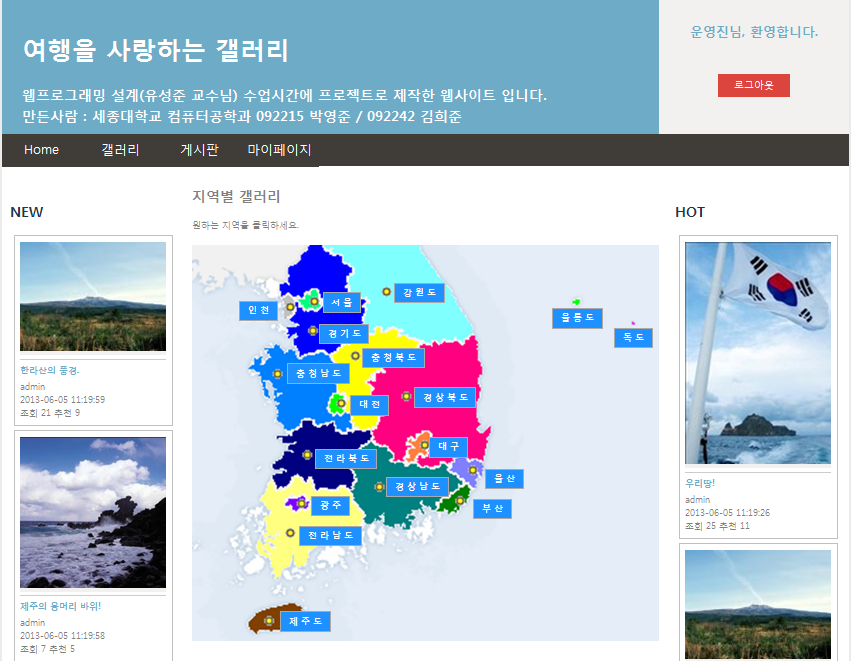 여행을 사랑하는 갤러리
웹프로그래밍 설계(유성준 교수님) 수업시간에 프로젝트로 제작한 웹사이트 입니다.
만든사람 : 세종대학교 컴퓨터공학과 092215 박영준 / 092242 김희준
운영진님, 환영합니다.
로그아웃
Home 갤러리 게시판 마이페이지
NEW
한라산의 풍경.
admin
2013-06-05 11:19:59
조회 21 추천 9
제주의 용머리 바위!
admin
2013-06-05 11:19:58
조회 7 추천 5
지역별 갤러리
원하는 지역을 클릭하세요.
강원도
서울
인천
울릉도
경기도
독도
충청북도
충청남도
경상북도
대전
대구
전라북도
울산
경상남도
광주
부산
전라남도
제주도
HOT
우리땅!
admin
2013-06-05 11:19:26
조회 25 추천 11